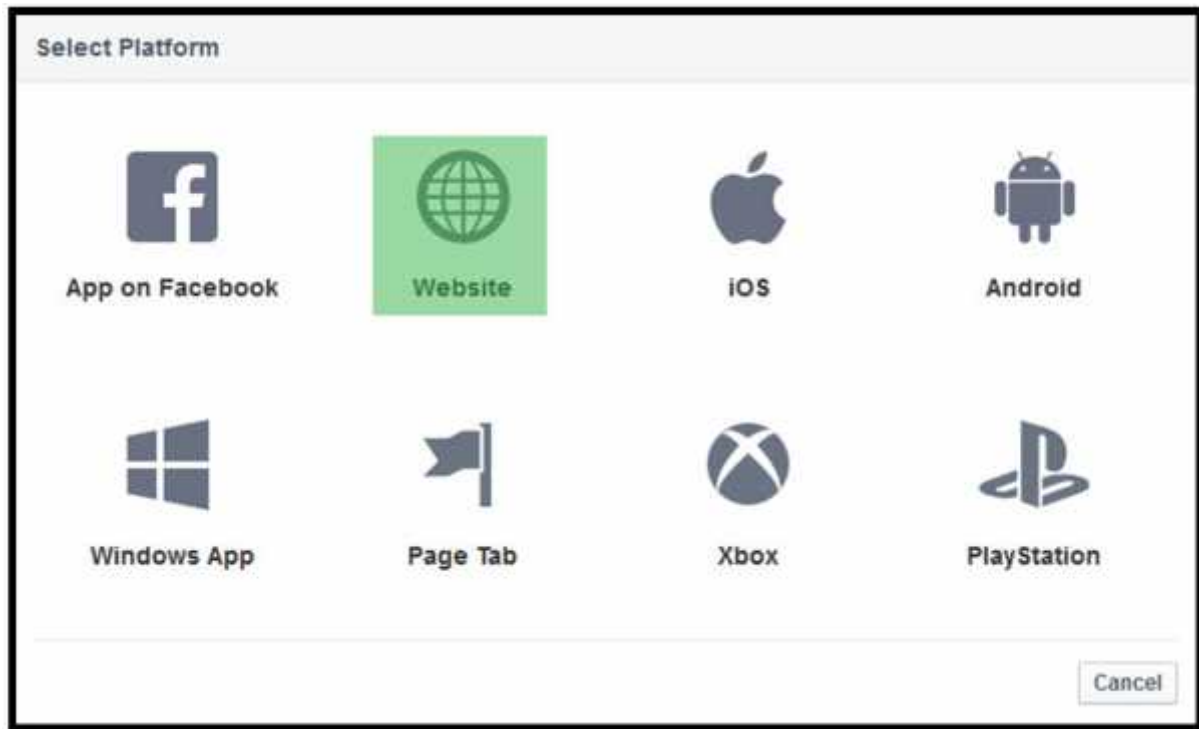 Select Platform
App on Facebook Website iOS Android
Windows App Page Tab Xbox PlayStation
Cancel